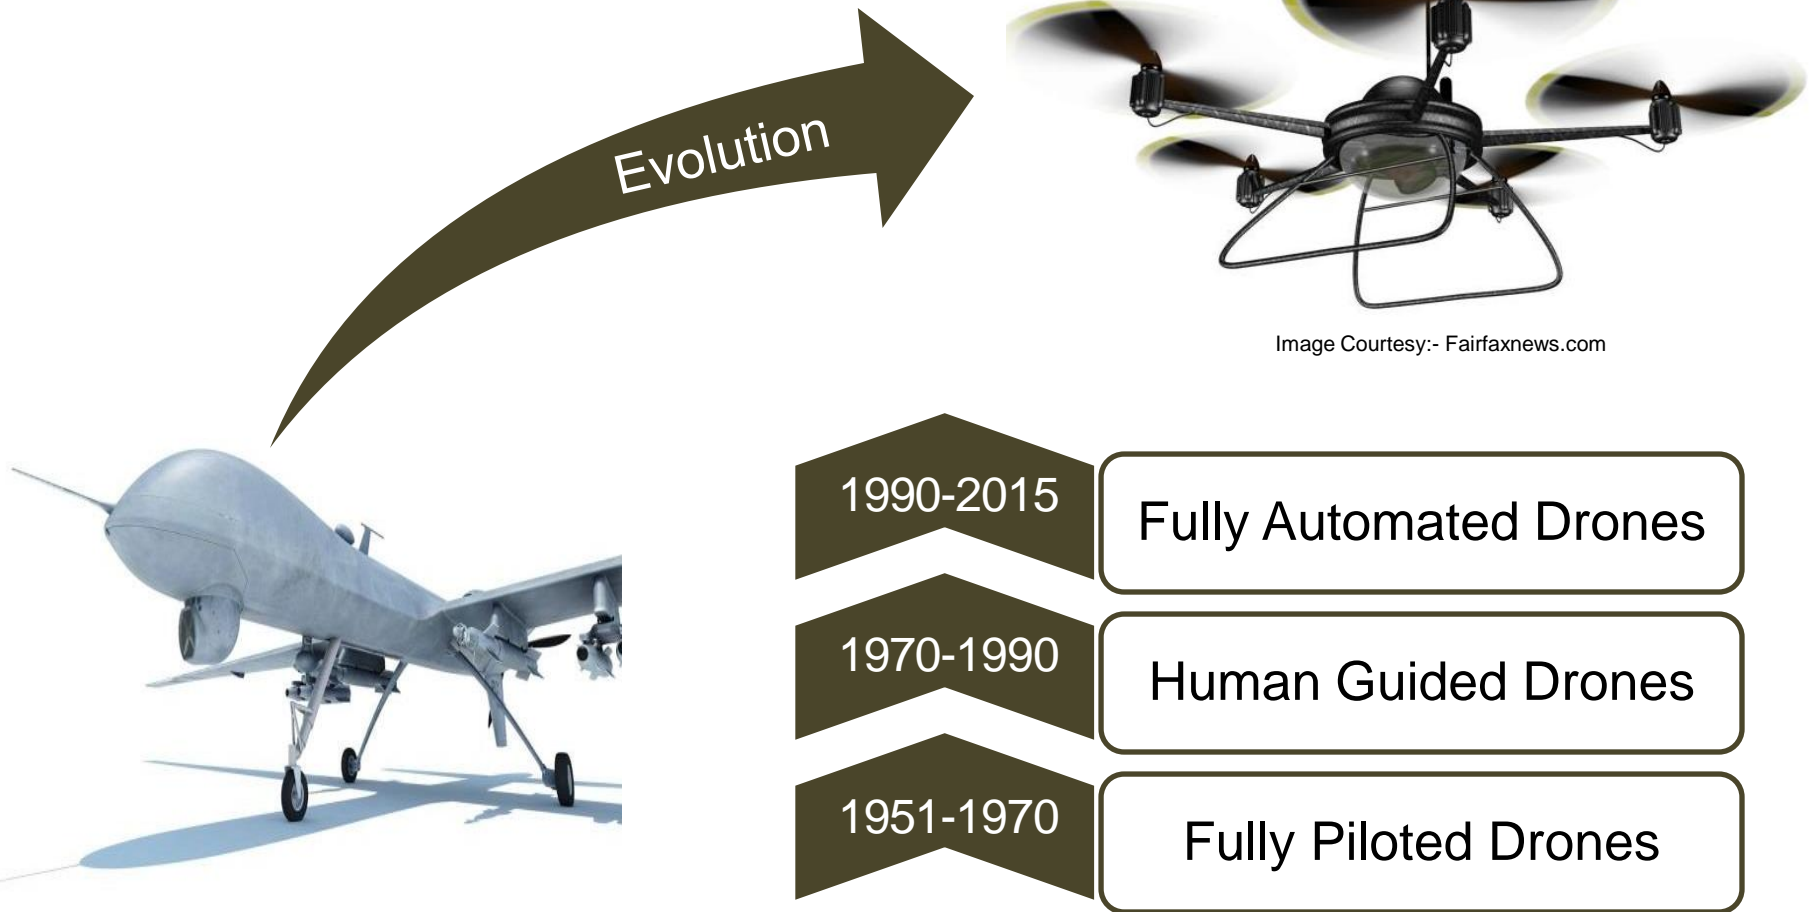 Evolution
Image Courtesy:- Fairfaxnews.com
1990-2015
Fully Automated Drones
1970-1990
Human Guided Drones
1951-1970
Fully Piloted Drones